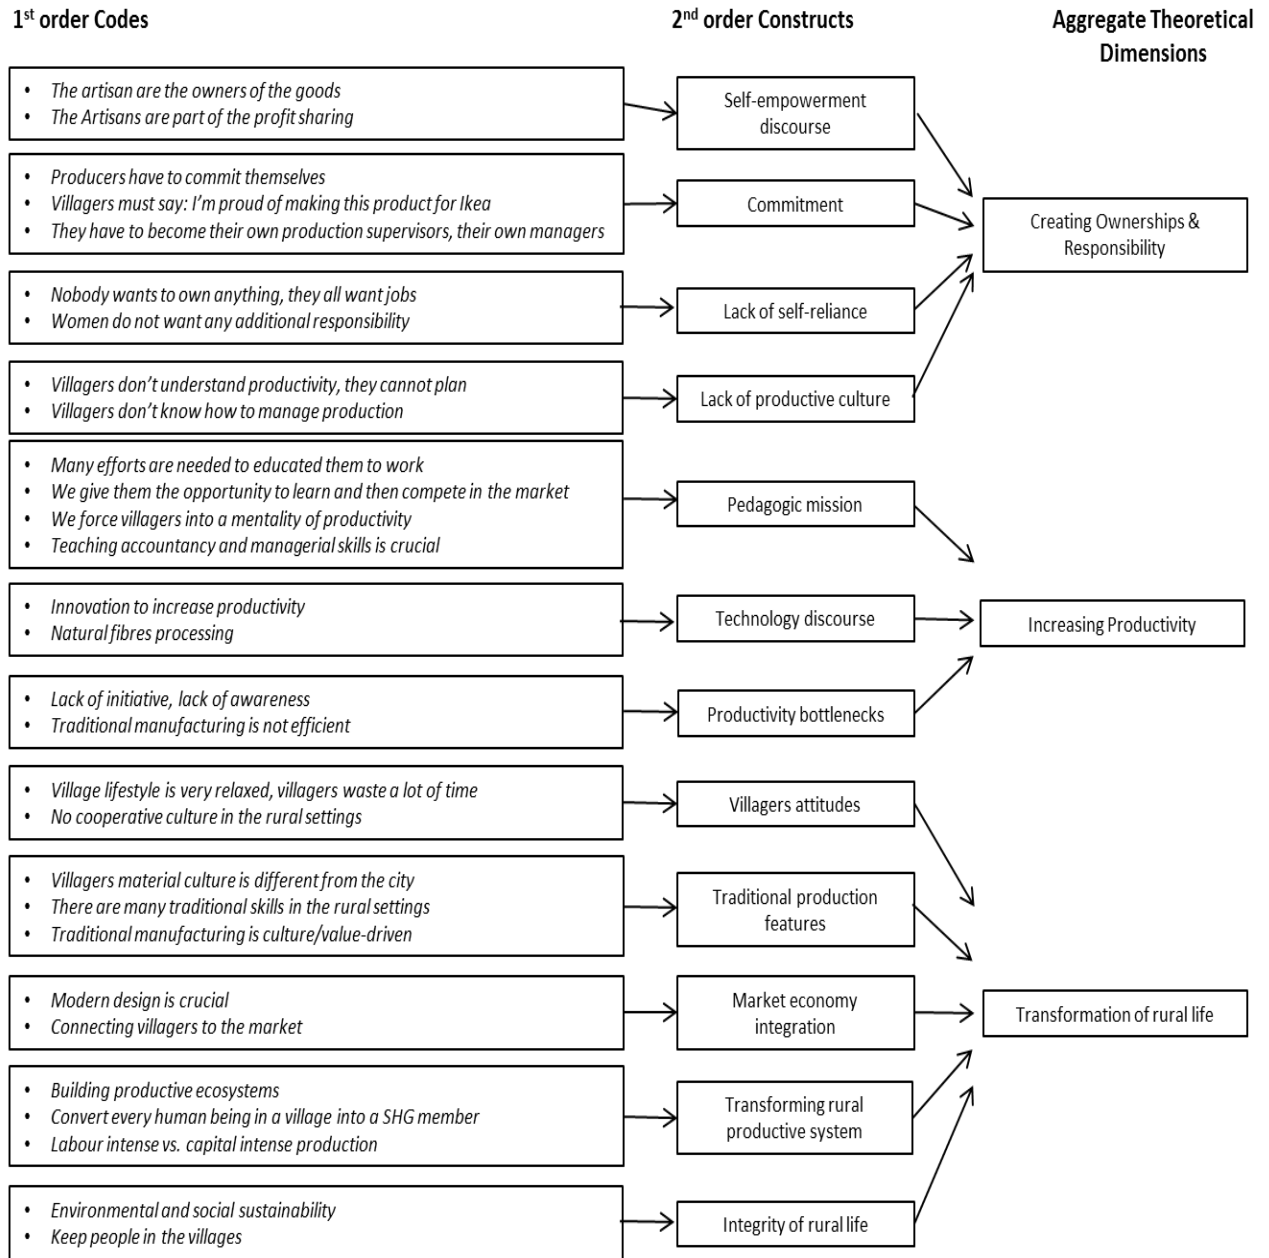 1st order Codes
2nd order Constructs
Aggregate Theoretical
Dimensions
• The artisan are the owners of the goods
• The Artisans are part of the profit sharing
Self-empowerment
discourse
• Producers have to commit themselves
• Villagers must say: I'm proud of making this product for Ikea
• They have to become their own production supervisors, their own managers
Commitment
Creating Ownerships &
Responsibility
• Nobody wants to own anything, they all want jobs
• Women do not want any additional responsibility
Lack of self-reliance
• Villagers don't understand productivity, they cannot plan
• Villagers don't know how to manage production
Lack of productive culture
• Many efforts are needed to educated them to work
• We give them the opportunity to learn and then compete in the market
• We force villagers into a mentality of productivity
• Teaching accountancy and managerial skills is crucial
Pedagogic mission
• Innovation to increase productivity
• Natural fibres processing
Technology discourse
Increasing Productivity
• Lack of initiative, lack of awareness
• Traditional manufacturing is not efficient
Productivity bottlenecks
• Village lifestyle is very relaxed, villagers waste a lot of time
• No cooperative culture in the rural settings
Villagers attitudes
• Villagers material culture is different from the city
• There are many traditional skills in the rural settings
• Traditional manufacturing is culture/value-driven
Traditional production
features
• Modern design is crucial
• Connecting villagers to the market
Market economy
integration
Transformation of rural life
• Building productive ecosystems
• Convert every human being in a village into a SHG member
• Labour intense vs. capital intense production
Transforming rural
productive system
• Environmental and social sustainability
• Keep people in the villages
Integrity of rural life